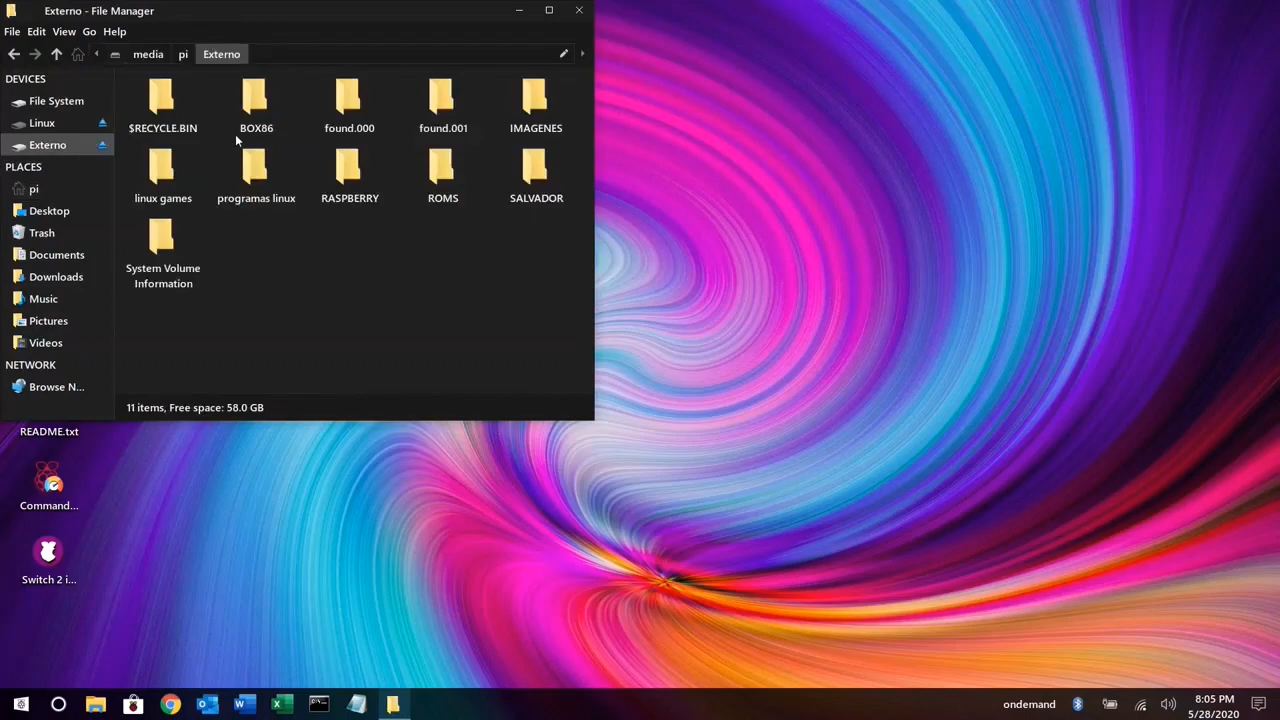 Externo - File Manager
File Edit View Go Help
media pi Externo
DEVICES
File System
Linux
Externo
PLACES
pi
Desktop
Trash
Documents
Downloads
Music
Pictures
Videos
NETWORK
Browse N...
$RECYCLE.BIN BOX86 found.000 found.001 IMAGENES
linux games programas linux RASPBERRY ROMS SALVADOR
System Volume
Information
11 items, Free space: 58.0 GB
README.txt
Command...
Switch 2 i...
ondemand
8:05 PM
5/28/2020